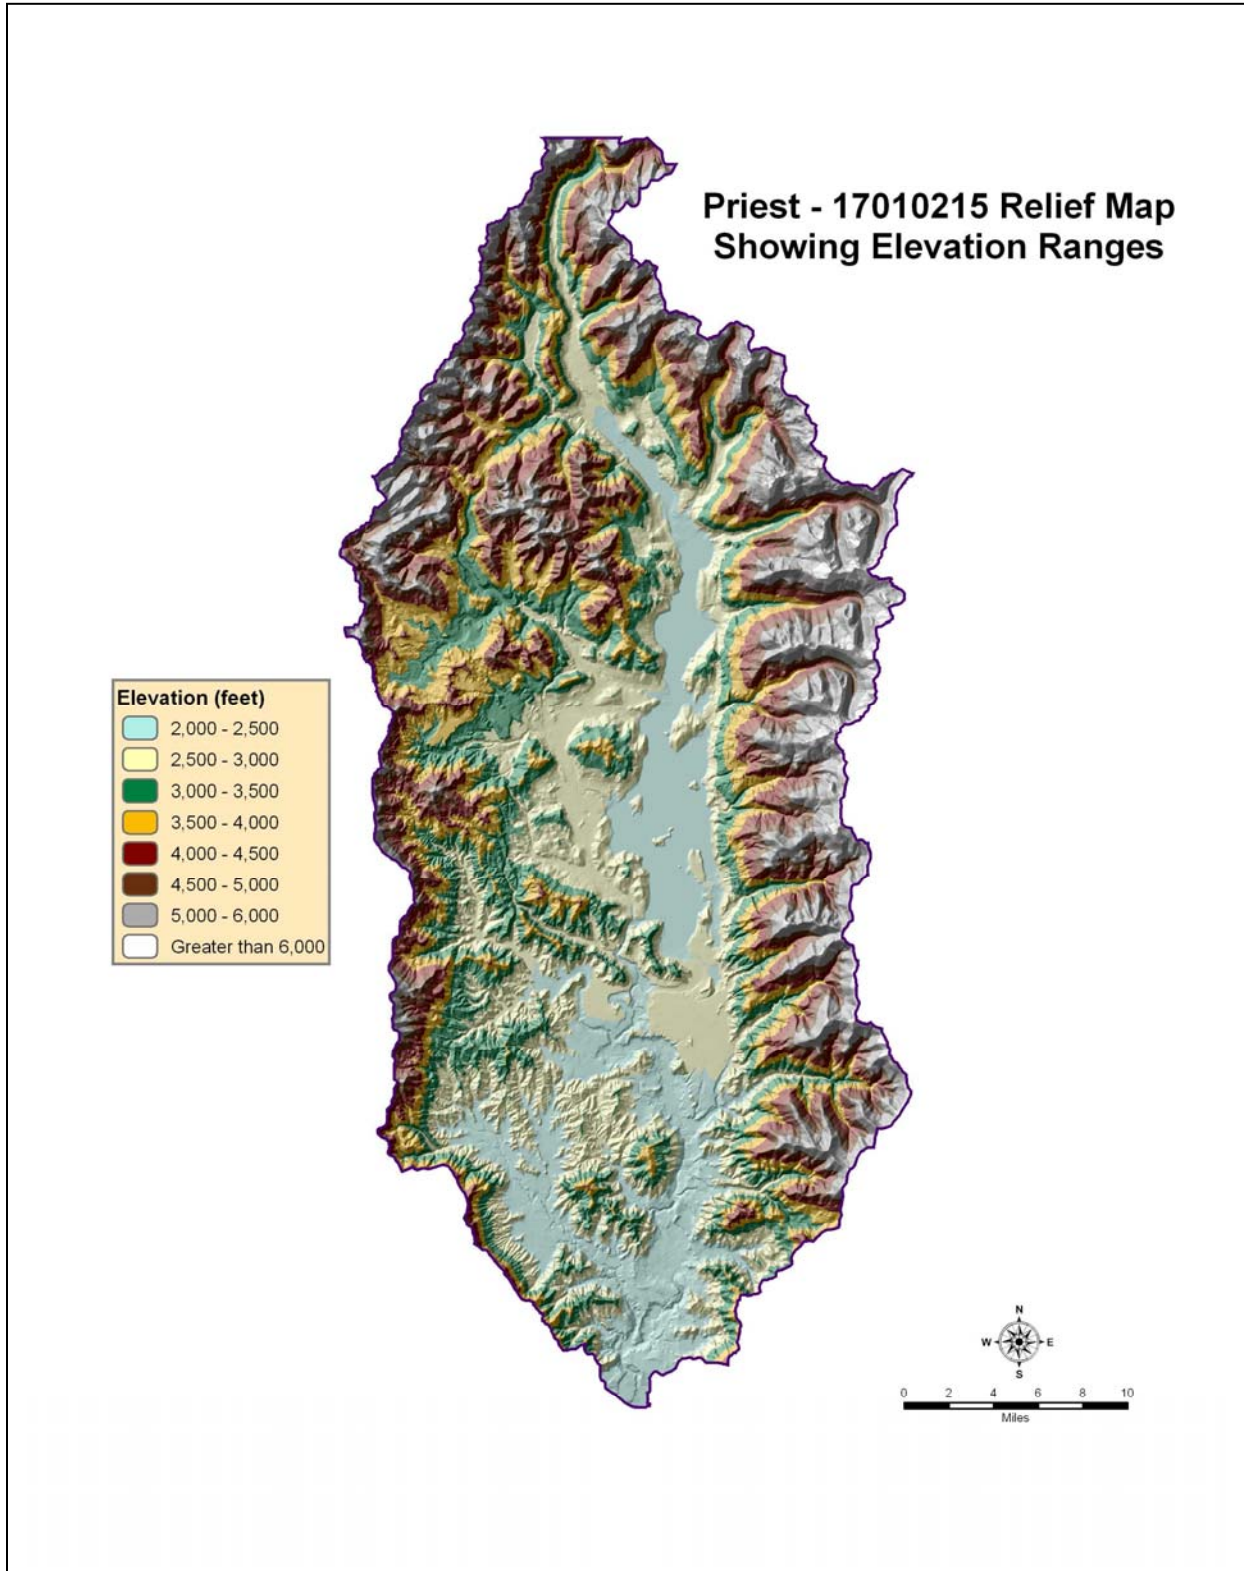 Priest - 17010215 Relief Map
Showing Elevation Ranges
Elevation (feet)
2,000 - 2,500
2,500 - 3,000
3,000 - 3,500
3,500 - 4,000
4,000 - 4,500
4,500 - 5,000
5,000 - 6,000
Greater than 6,000
N
W E
S
0 2 4 6 8 10
Miles